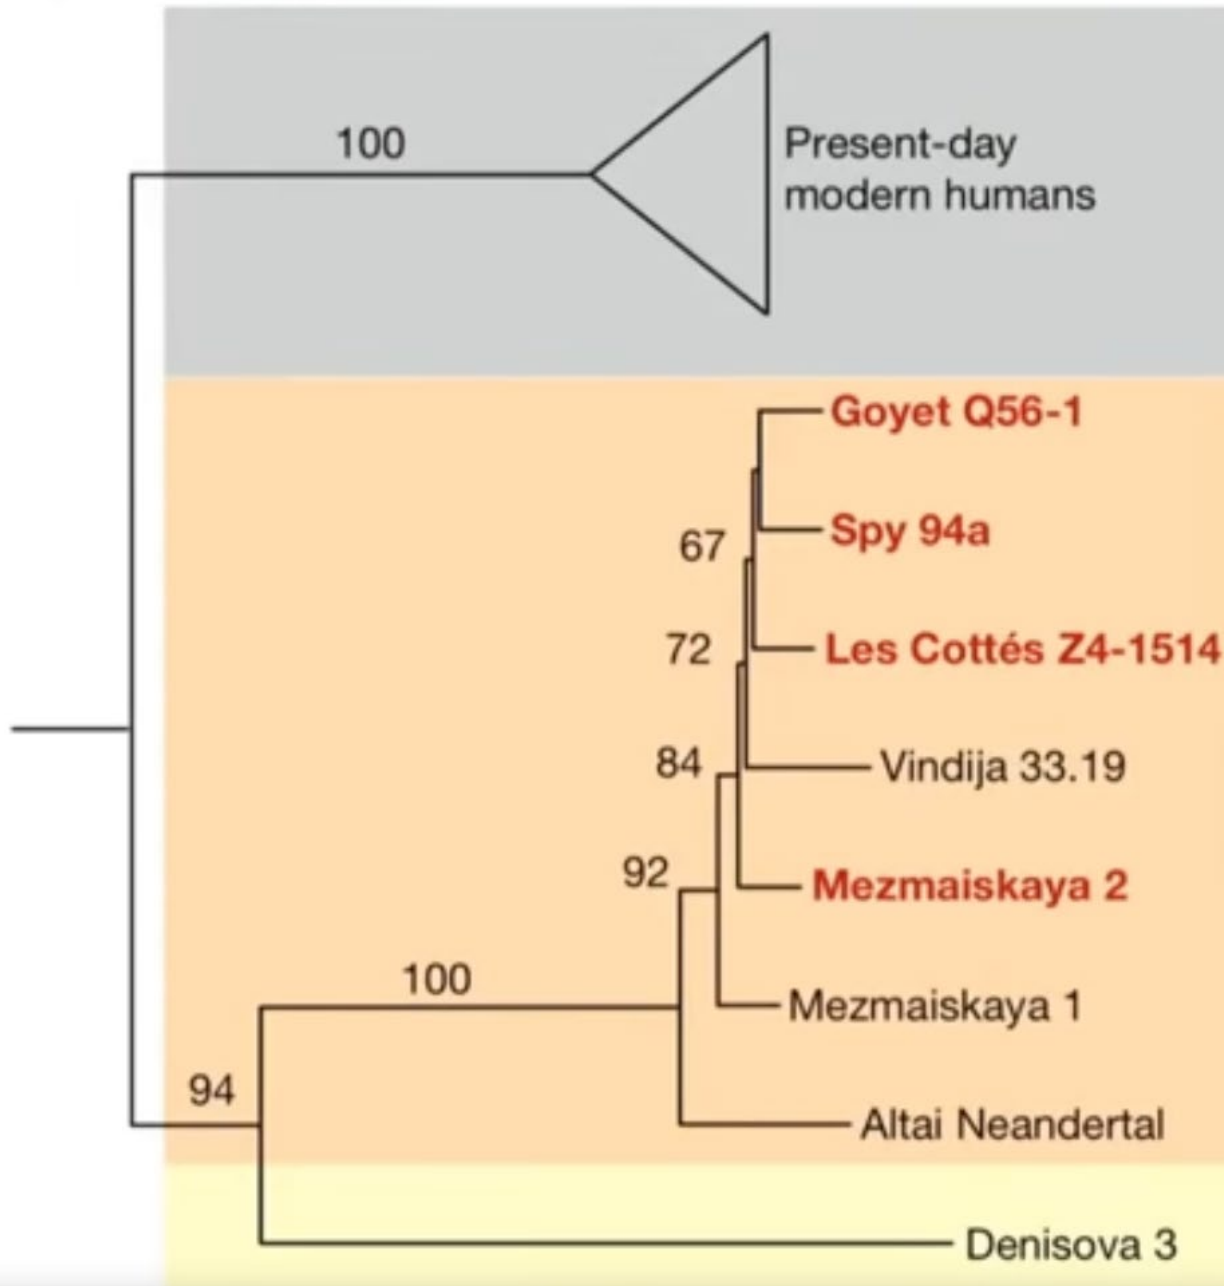 100
Present-day
modern humans
Goyet Q56-1
Spy 94a
67
Les Cottés Z4-1514
72
Vindija 33.19
84
Mezmaiskaya 2
92
Mezmaiskaya 1
100
Altai Neandertal
94
Denisova 3